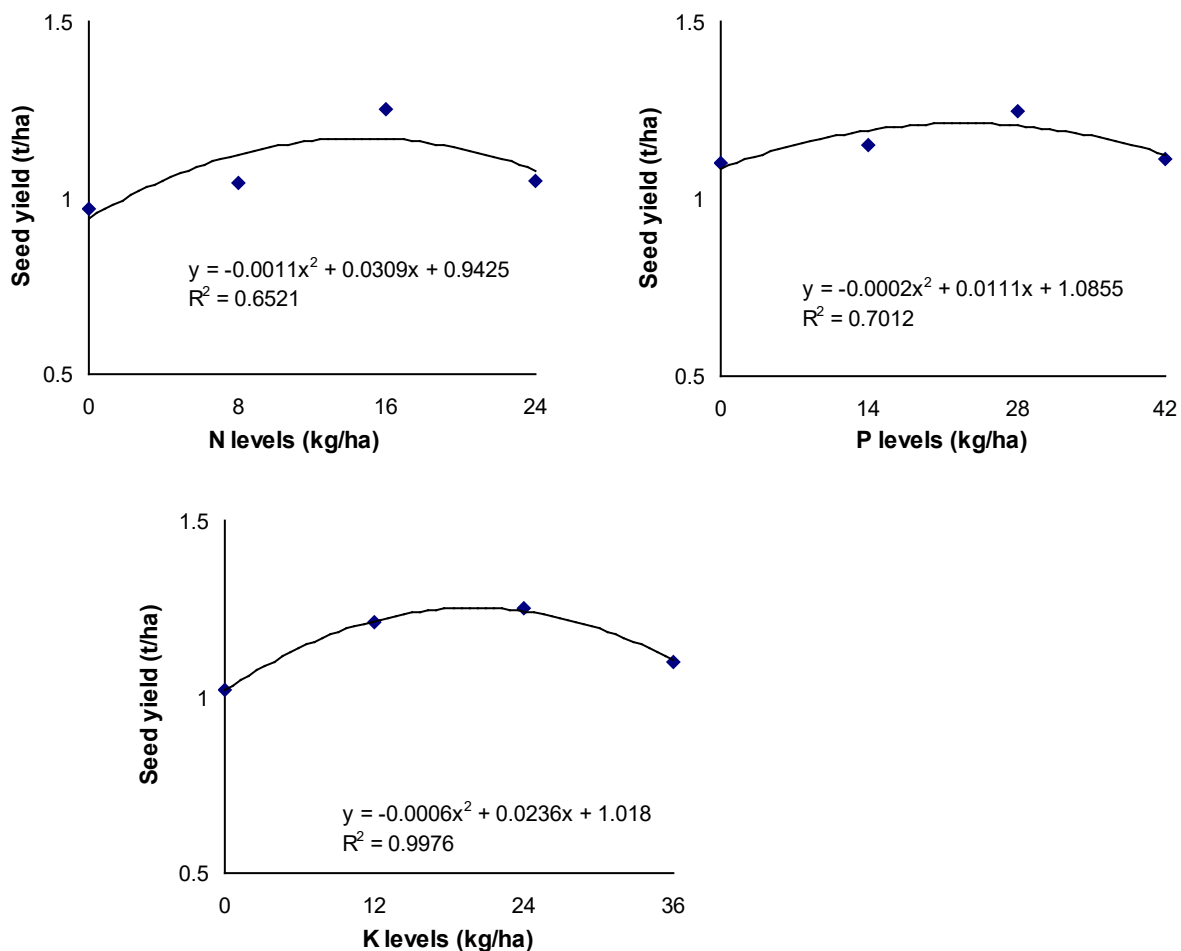 Seed yield (t/ha)
1.5
1
0.5
y = -0.0011x² + 0.0309x + 0.9425
R² = 0.6521
0 8 16 24
N levels (kg/ha)
Seed yield (t/ha)
1.5
1
0.5
y = -0.0002x² + 0.0111x + 1.0855
R² = 0.7012
0 14 28 42
P levels (kg/ha)
Seed yield (t/ha)
1.5
1
0.5
y = -0.0006x² + 0.0236x + 1.018
R² = 0.9976
0 12 24 36
K levels (kg/ha)